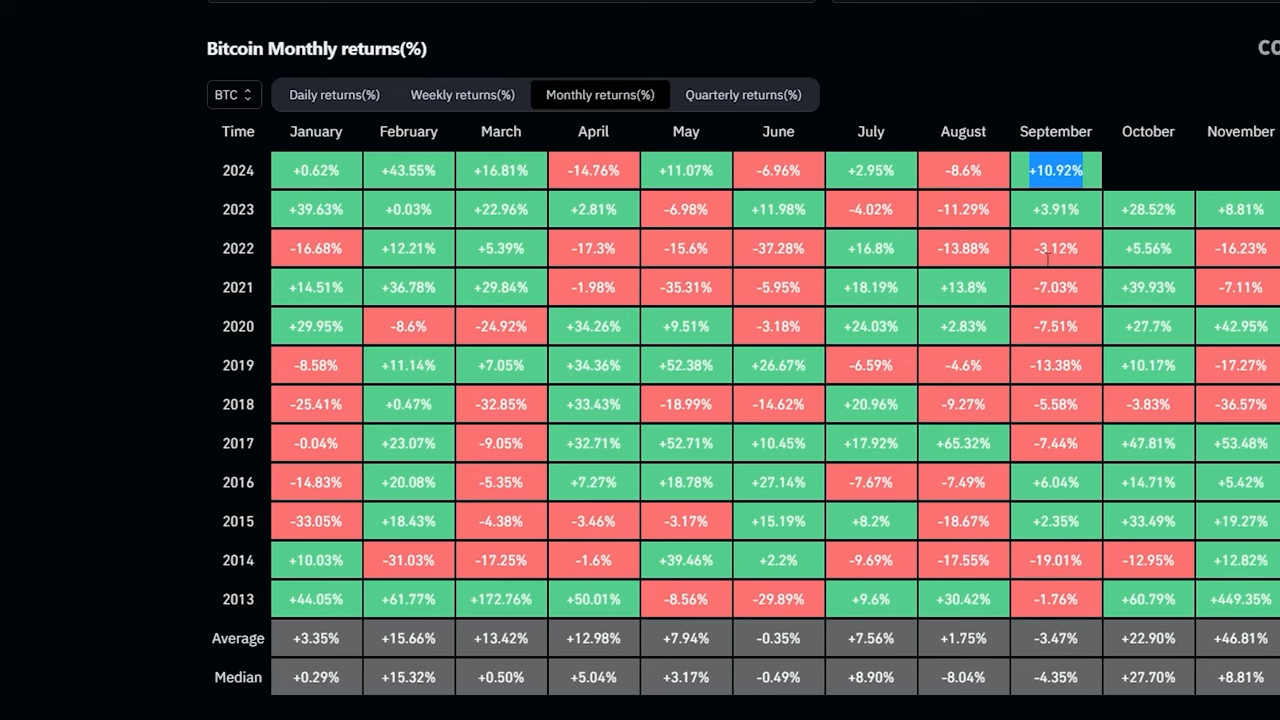 Bitcoin Monthly returns(%)
BTC Daily returns(%) Weekly returns(%) Monthly returns(%) Quarterly returns(%)
Time January February March April May June July August September October November
2024 +0.62% +43.55% +16.81% -14.76% +11.07% -6.96% +2.95% -8.6% +10.92%
2023 +39.63% +0.03% +22.96% +2.81% -6.98% +11.98% -4.02% -11.29% +3.91% +28.52% +8.81%
2022 -16.68% +12.21% +5.39% -17.3% -15.6% -37.28% +16.8% -13.88% -3.12% +5.56% -16.23%
2021 +14.51% +36.78% +29.84% -1.98% -35.31% -5.95% +18.19% +13.8% -7.03% +39.93% -7.11%
2020 +29.95% -8.6% -24.92% +34.26% +9.51% -3.18% +24.03% +2.83% -7.51% +27.7% +42.95%
2019 -8.58% +11.14% +7.05% +34.36% +52.38% +26.67% -6.59% -4.6% -13.38% +10.17% -17.27%
2018 -25.41% +0.47% -32.85% +33.43% -18.99% -14.62% +20.96% -9.27% -5.58% -3.83% -36.57%
2017 -0.04% +23.07% -9.05% +32.71% +52.71% +10.45% +17.92% +65.32% -7.44% +47.81% +53.48%
2016 -14.83% +20.08% -5.35% +7.27% +18.78% +27.14% -7.67% -7.49% +6.04% +14.71% +5.42%
2015 -33.05% +18.43% -4.38% -3.46% -3.17% +15.19% +8.2% -18.67% +2.35% +33.49% +19.27%
2014 +10.03% -31.03% -17.25% -1.6% +39.46% +2.2% -9.69% -17.55% -19.01% -12.95% +12.82%
2013 +44.05% +61.77% +172.76% +50.01% -8.56% -29.89% +9.6% +30.42% -1.76% +60.79% +449.35%
Average +3.35% +15.66% +13.42% +12.98% +7.94% -0.35% +7.56% +1.75% -3.47% +22.90% +46.81%
Median +0.29% +15.32% +0.50% +5.04% +3.17% -0.49% +8.90% -8.04% -4.35% +27.70% +8.81%